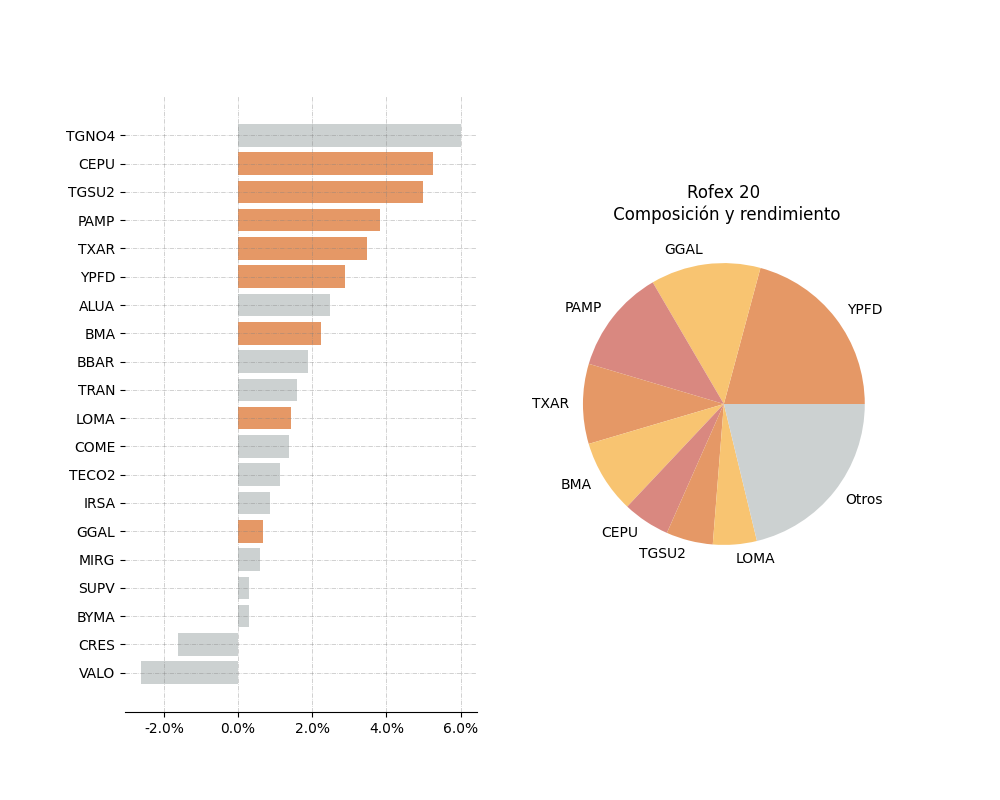 TGNO4
CEPU
TGSU2
PAMP
TXAR
YPFD
ALUA
BMA
BBAR
TRAN
LOMA
COME
TECO2
IRSA
GGAL
MIRG
SUPV
BYMA
CRES
VALO
-2.0% 0.0% 2.0% 4.0% 6.0%
Rofex 20
Composición y rendimiento
GGAL
YPFD
PAMP
TXAR
BMA
Otros
CEPU
TGSU2
LOMA